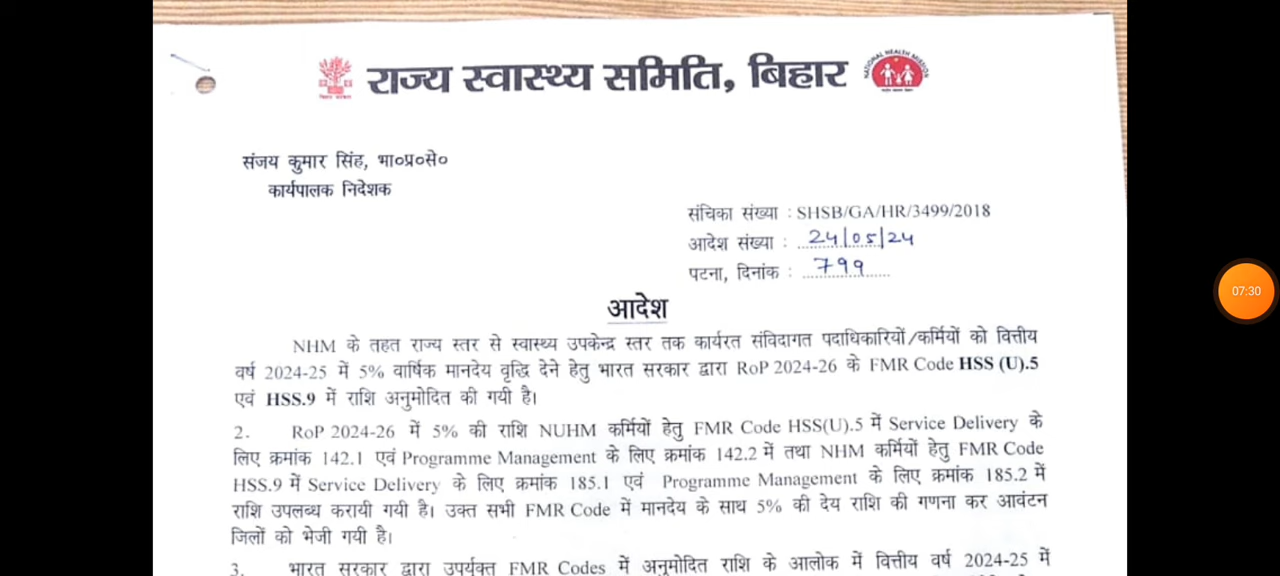 राज्य स्वास्थ्य समिति, बिहार
NATIONAL HEALTH MISSION
संजय कुमार सिंह, भा०प्र०से०
कार्यपालक निदेशक
संचिका संख्या : SHSB/GA/HR/3499/2018
आदेश संख्या : 24/05/24
पटना, दिनांक : 799
आदेश
NHM के तहत राज्य स्तर से स्वास्थ्य उपकेन्द्र स्तर तक कार्यरत संविदागत पदाधिकारियों/कर्मियों को वित्तीय
वर्ष 2024-25 में 5% वार्षिक मानदेय वृद्धि देने हेतु भारत सरकार द्वारा RoP 2024-26 के FMR Code HSS (U).5
एवं HSS.9 में राशि अनुमोदित की गयी है।
2. RoP 2024-26 में 5% की राशि NUHM कर्मियों हेतु FMR Code HSS(U).5 में Service Delivery के
लिए क्रमांक 142.1 एवं Programme Management के लिए क्रमांक 142.2 में तथा NHM कर्मियों हेतु FMR Code
HSS.9 में Service Delivery के लिए क्रमांक 185.1 एवं Programme Management के लिए क्रमांक 185.2 में
राशि उपलब्ध करायी गयी है। उक्त सभी FMR Code में मानदेय के साथ 5% की देय राशि की गणना कर आवंटन
जिलों को भेजी गयी है।
3. भारत सरकार द्वारा उपर्यक्त FMR Codes में अनुमोदित राशि के आलोक में वित्तीय वर्ष 2024-25 में
07:30